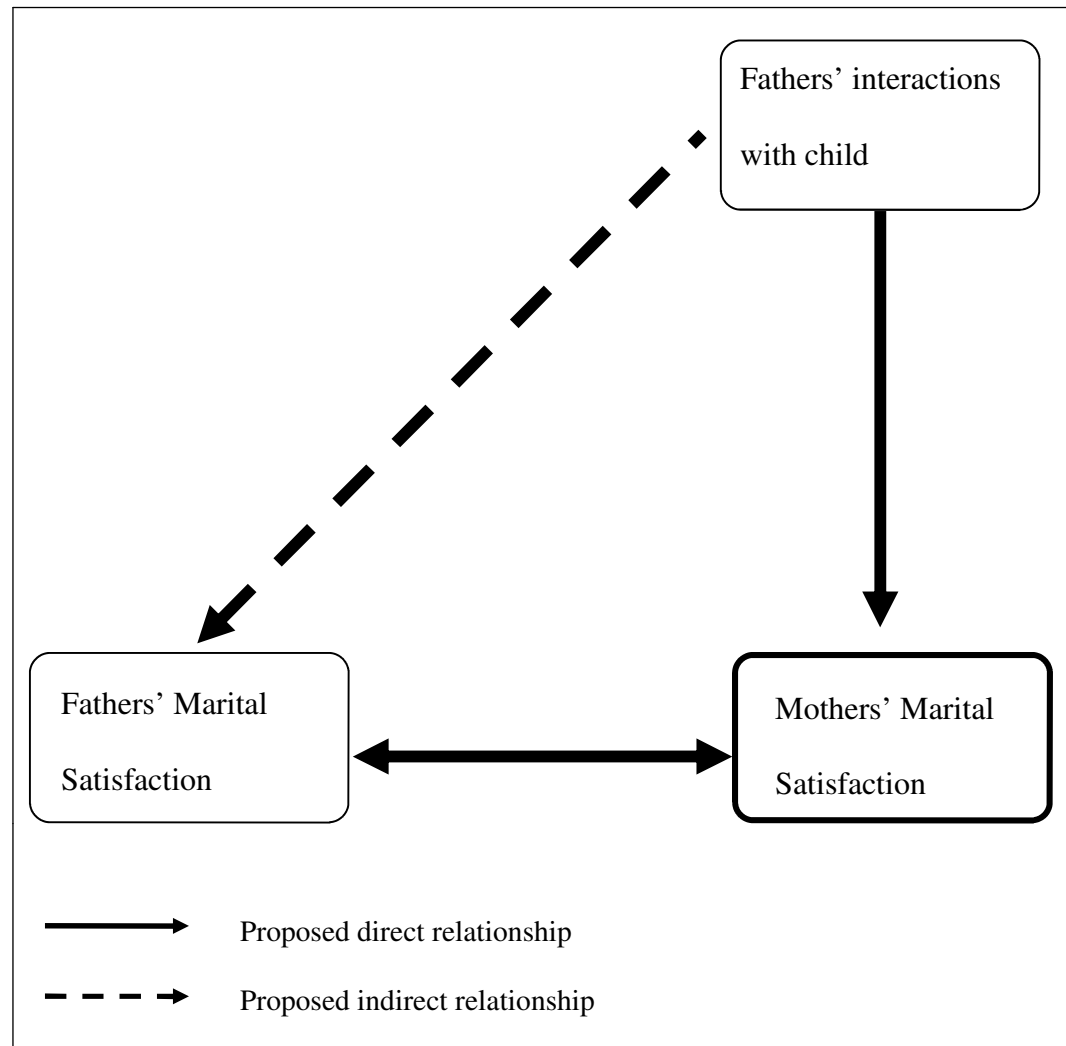 Fathers’ interactions
with child
Fathers’ Marital
Satisfaction
Mothers’ Marital
Satisfaction
Proposed direct relationship
Proposed indirect relationship